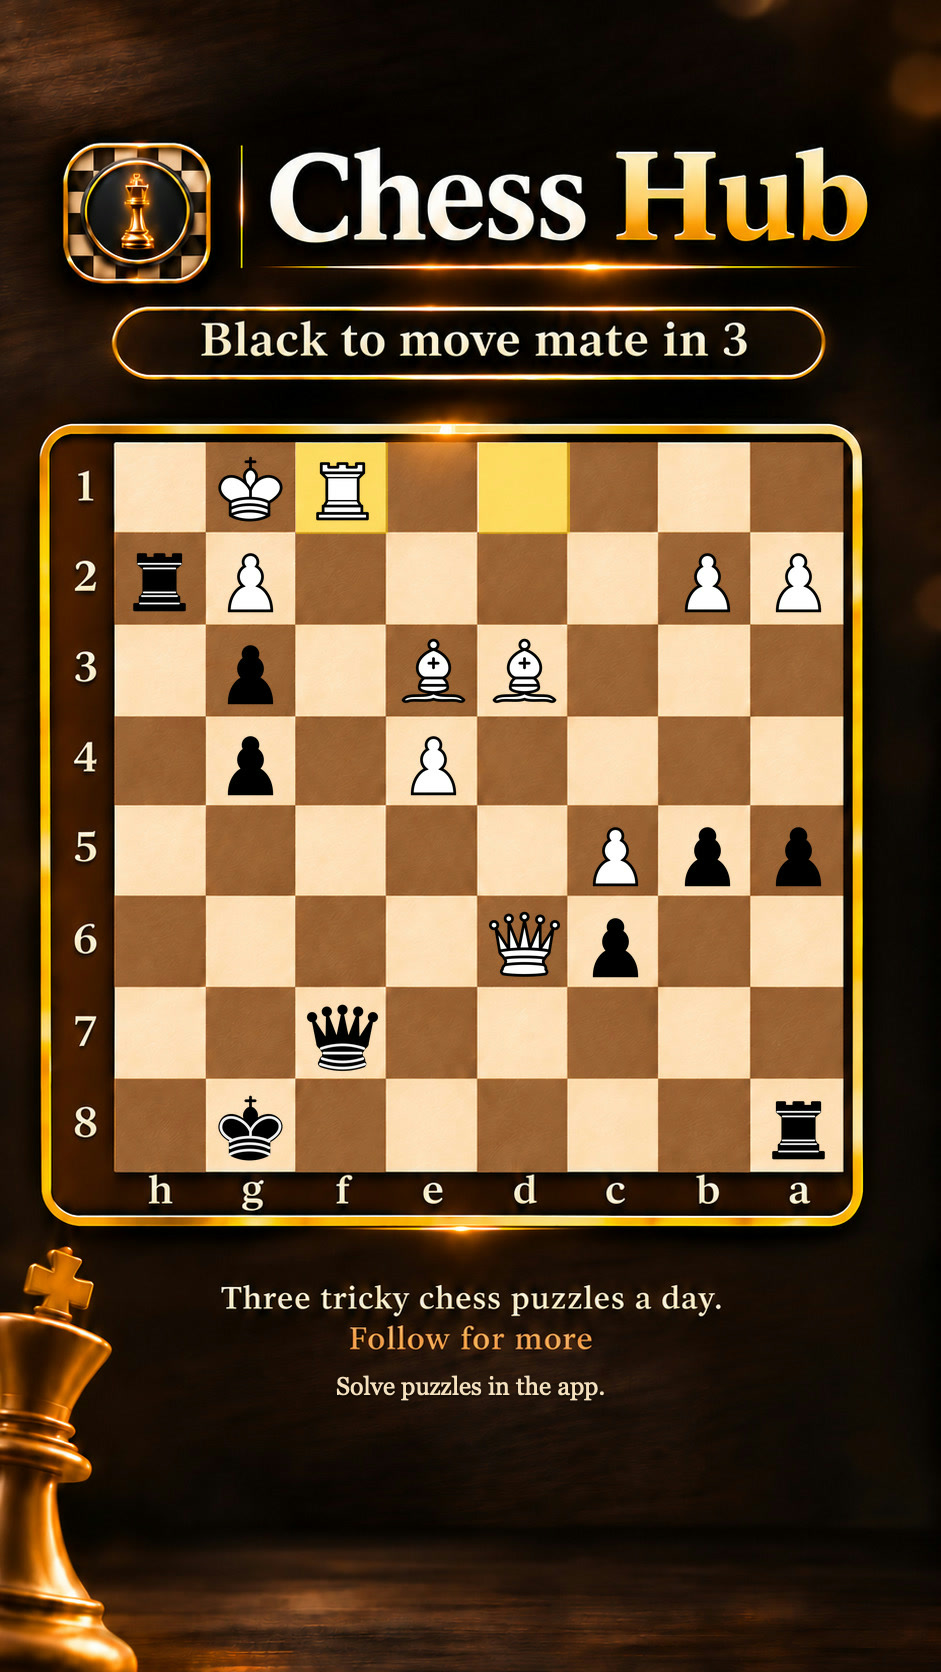 Chess Hub
Black to move mate in 3
1
2
3
4
5
6
7
8
h g f e d c b a
Three tricky chess puzzles a day.
Follow for more
Solve puzzles in the app.